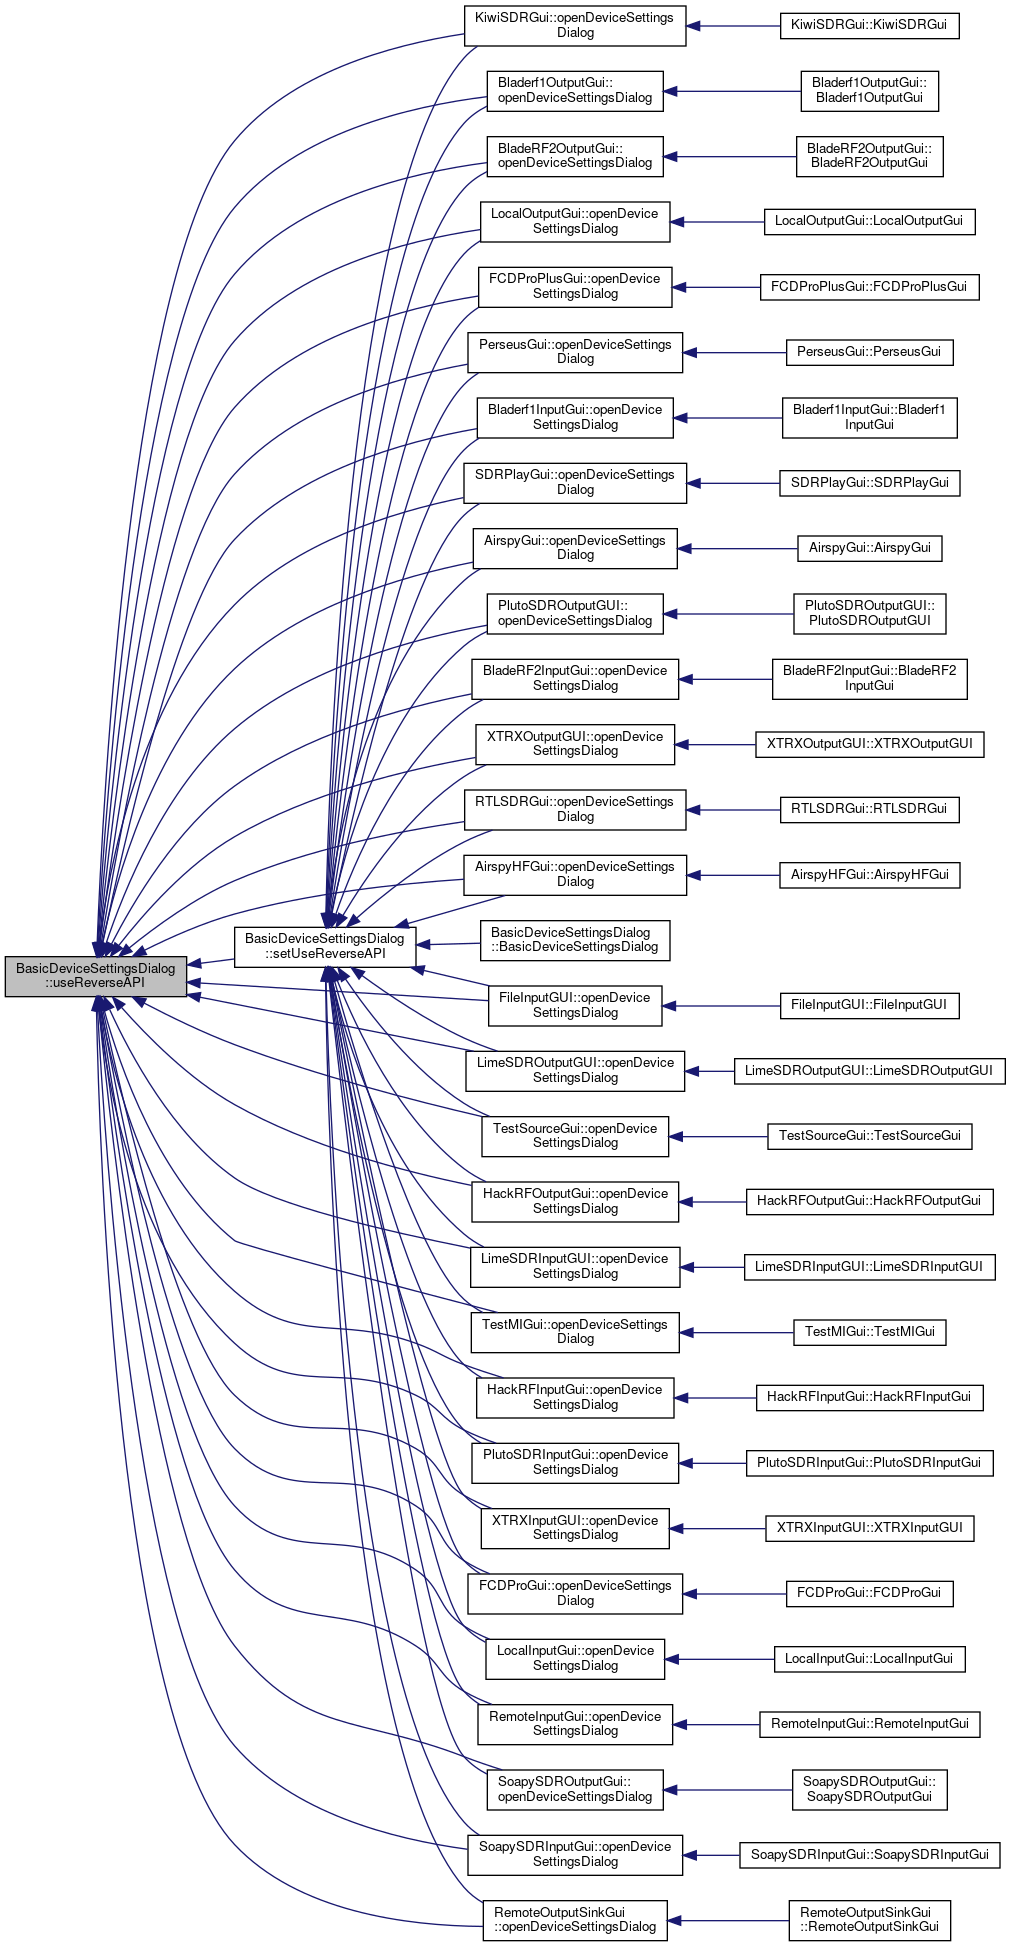 KiwiSDRGui::openDeviceSettings
Dialog
KiwiSDRGui::KiwiSDRGui
Bladerf1OutputGui::
openDeviceSettingsDialog
Bladerf1OutputGui::
Bladerf1OutputGui
BladeRF2OutputGui::
openDeviceSettingsDialog
BladeRF2OutputGui::
BladeRF2OutputGui
LocalOutputGui::openDevice
SettingsDialog
LocalOutputGui::LocalOutputGui
FCDProPlusGui::openDevice
SettingsDialog
FCDProPlusGui::FCDProPlusGui
PerseusGui::openDeviceSettings
Dialog
PerseusGui::PerseusGui
Bladerf1InputGui::openDevice
SettingsDialog
Bladerf1InputGui::Bladerf1
InputGui
SDRPlayGui::openDeviceSettings
Dialog
SDRPlayGui::SDRPlayGui
AirspyGui::openDeviceSettings
Dialog
AirspyGui::AirspyGui
PlutoSDROutputGUI::
openDeviceSettingsDialog
PlutoSDROutputGUI::
PlutoSDROutputGUI
BladeRF2InputGui::openDevice
SettingsDialog
BladeRF2InputGui::BladeRF2
InputGui
XTRXOutputGUI::openDevice
SettingsDialog
XTRXOutputGUI::XTRXOutputGUI
RTLSDRGui::openDeviceSettings
Dialog
RTLSDRGui::RTLSDRGui
AirspyHFGui::openDeviceSettings
Dialog
AirspyHFGui::AirspyHFGui
BasicDeviceSettingsDialog
::setUseReverseAPI
BasicDeviceSettingsDialog
::BasicDeviceSettingsDialog
BasicDeviceSettingsDialog
::useReverseAPI
FileInputGUI::openDevice
SettingsDialog
FileInputGUI::FileInputGUI
LimeSDROutputGUI::openDevice
SettingsDialog
LimeSDROutputGUI::LimeSDROutputGUI
TestSourceGui::openDevice
SettingsDialog
TestSourceGui::TestSourceGui
HackRFOutputGui::openDevice
SettingsDialog
HackRFOutputGui::HackRFOutputGui
LimeSDRInputGUI::openDevice
SettingsDialog
LimeSDRInputGUI::LimeSDRInputGUI
TestMIGui::openDeviceSettings
Dialog
TestMIGui::TestMIGui
HackRFInputGui::openDevice
SettingsDialog
HackRFInputGui::HackRFInputGui
PlutoSDRInputGui::openDevice
SettingsDialog
PlutoSDRInputGui::PlutoSDRInputGui
XTRXInputGUI::openDevice
SettingsDialog
XTRXInputGUI::XTRXInputGUI
FCDProGui::openDeviceSettings
Dialog
FCDProGui::FCDProGui
LocalInputGui::openDevice
SettingsDialog
LocalInputGui::LocalInputGui
RemoteInputGui::openDevice
SettingsDialog
RemoteInputGui::RemoteInputGui
SoapySDROutputGui::
openDeviceSettingsDialog
SoapySDROutputGui::
SoapySDROutputGui
SoapySDRInputGui::openDevice
SettingsDialog
SoapySDRInputGui::SoapySDRInputGui
RemoteOutputSinkGui
::openDeviceSettingsDialog
RemoteOutputSinkGui
::RemoteOutputSinkGui